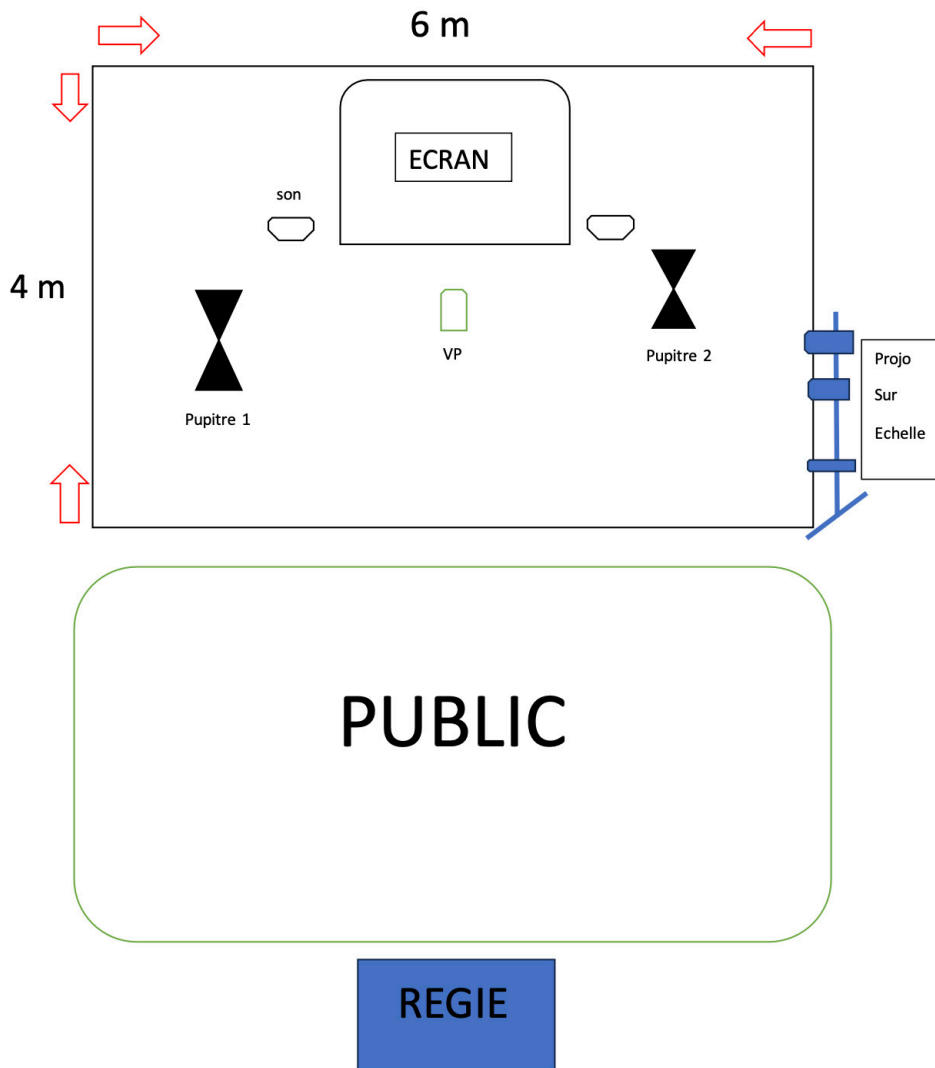 6 m
ECRAN
son
4 m
VP
Pupitre 2
Pupitre 1
Projo
Sur
Echelle
PUBLIC
REGIE